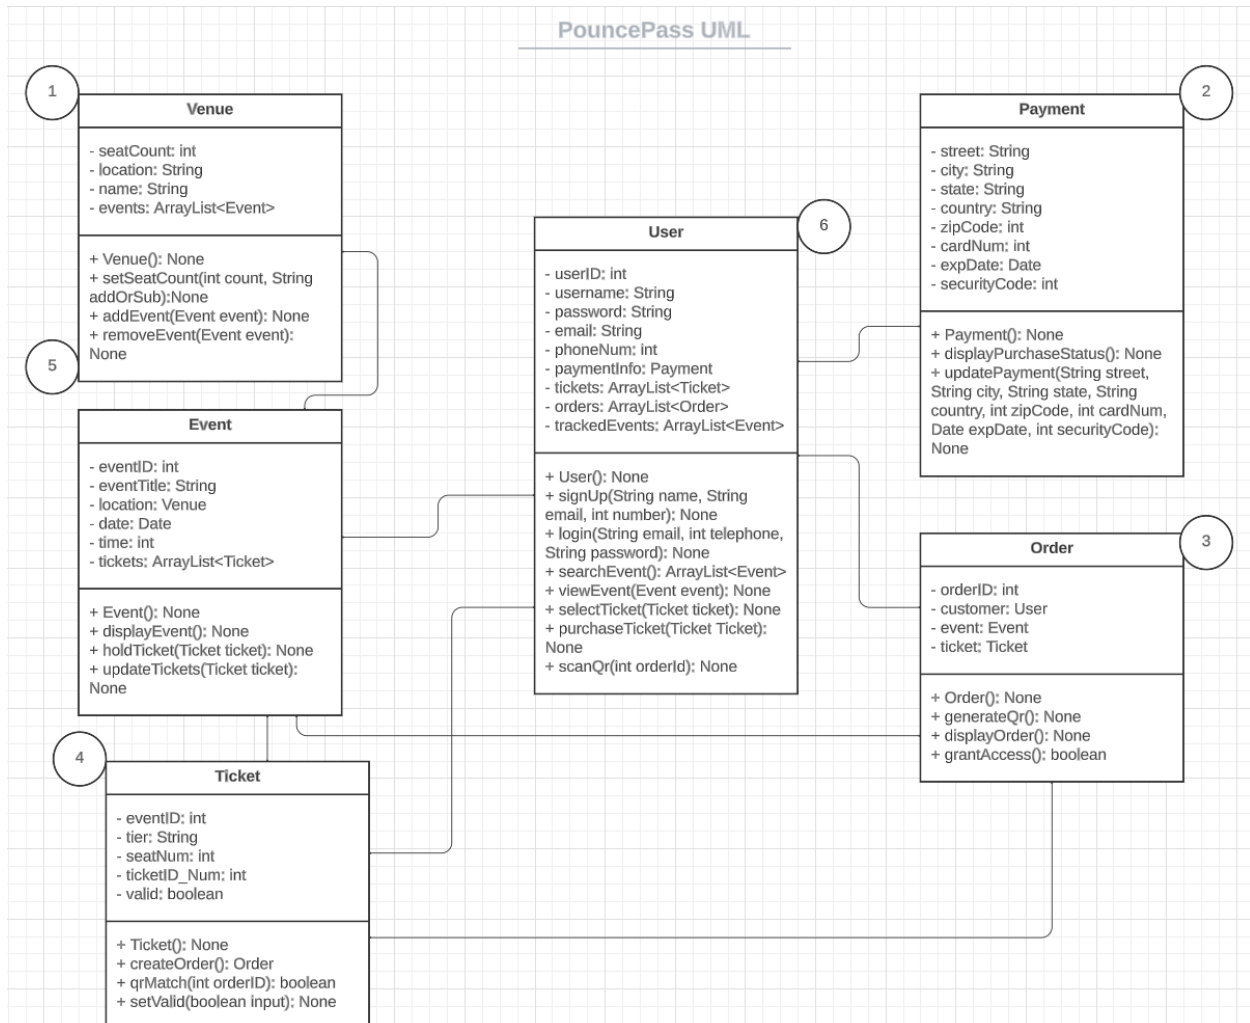 PouncePass UML
1
Venue
- seatCount: int
- location: String
- name: String
- events: ArrayList<Event>
+ Venue(): None
+ setSeatCount(int count, String
addOrSub):None
+ addEvent(Event event): None
+ removeEvent(Event event):
None
5
Event
- eventID: int
- eventTitle: String
- location: Venue
- date: Date
- time: int
- tickets: ArrayList<Ticket>
+ Event(): None
+ displayEvent(): None
+ holdTicket(Ticket ticket): None
+ updateTickets(Ticket ticket):
None
4
Ticket
- eventID: int
- tier: String
- seatNum: int
- ticketID_Num: int
- valid: boolean
+ Ticket(): None
+ createOrder(): Order
+ qrMatch(int orderID): boolean
+ setValid(boolean input): None
6
User
- userID: int
- username: String
- password: String
- email: String
- phoneNum: int
- paymentInfo: Payment
- tickets: ArrayList<Ticket>
- orders: ArrayList<Order>
- trackedEvents: ArrayList<Event>
+ User(): None
+ signUp(String name, String
email, int number): None
+ login(String email, int telephone,
String password): None
+ searchEvent(): ArrayList<Event>
+ viewEvent(Event event): None
+ selectTicket(Ticket ticket): None
+ purchaseTicket(Ticket Ticket):
None
+ scanQr(int orderId): None
2
Payment
- street: String
- city: String
- state: String
- country: String
- zipCode: int
- cardNum: int
- expDate: Date
- securityCode: int
+ Payment(): None
+ displayPurchaseStatus(): None
+ updatePayment(String street,
String city, String state, String
country, int zipCode, int cardNum,
Date expDate, int securityCode):
None
3
Order
- orderID: int
- customer: User
- event: Event
- ticket: Ticket
+ Order(): None
+ generateQr(): None
+ displayOrder(): None
+ grantAccess(): boolean